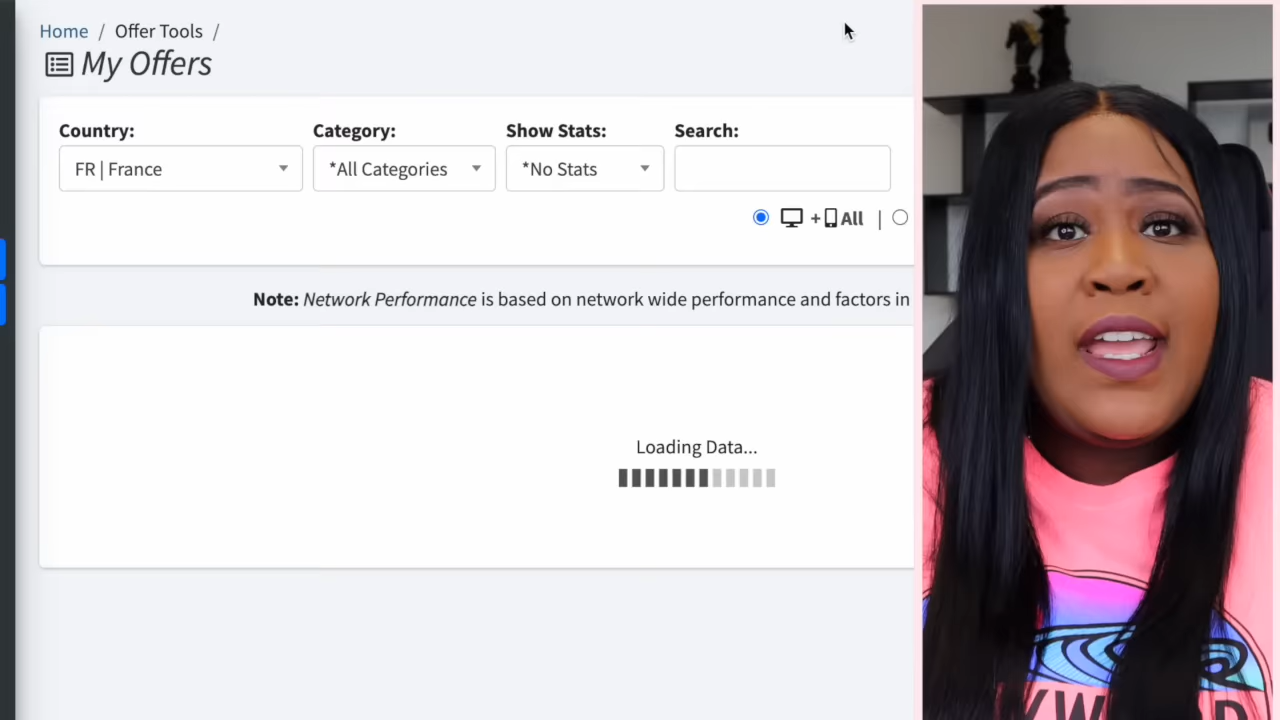 Home / Offer Tools /
My Offers
Country: Category: Show Stats: Search:
FR | France *All Categories *No Stats
+ All |
Note: Network Performance is based on network wide performance and factors in
Loading Data...